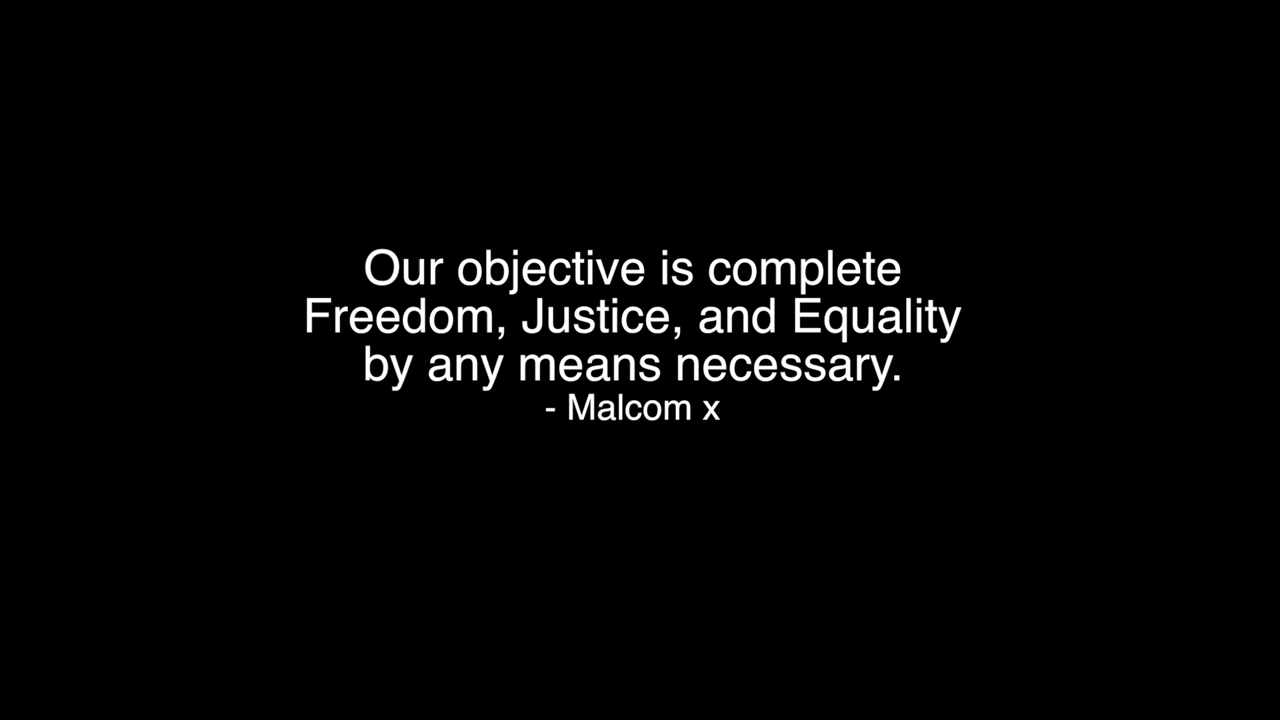 Our objective is complete
Freedom, Justice, and Equality
by any means necessary.
- Malcom x